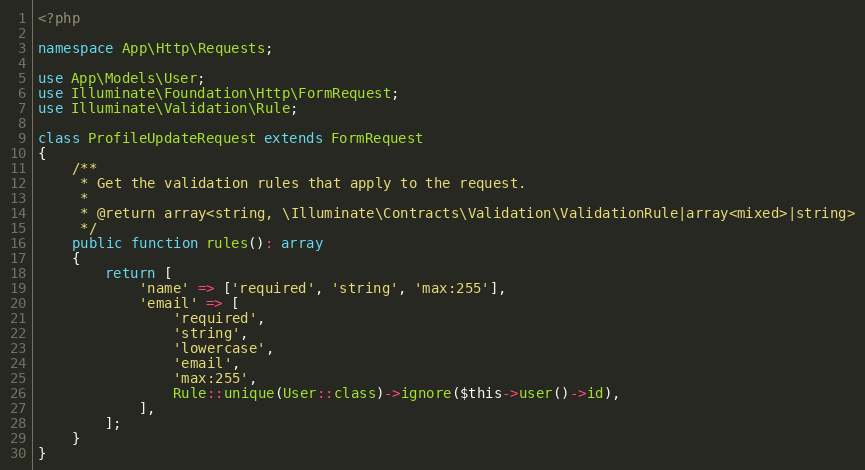 1 <?php
2
3 namespace App\Http\Requests;
4
5 use App\Models\User;
6 use Illuminate\Foundation\Http\FormRequest;
7 use Illuminate\Validation\Rule;
8
9 class ProfileUpdateRequest extends FormRequest
10 {
11     /**
12      * Get the validation rules that apply to the request.
13      *
14      * @return array<string, \Illuminate\Contracts\Validation\ValidationRule|array<mixed>|string>
15      */
16     public function rules(): array
17     {
18         return [
19             'name' => ['required', 'string', 'max:255'],
20             'email' => [
21                 'required',
22                 'string',
23                 'lowercase',
24                 'email',
25                 'max:255',
26                 Rule::unique(User::class)->ignore($this->user()->id),
27             ],
28         ];
29     }
30 }